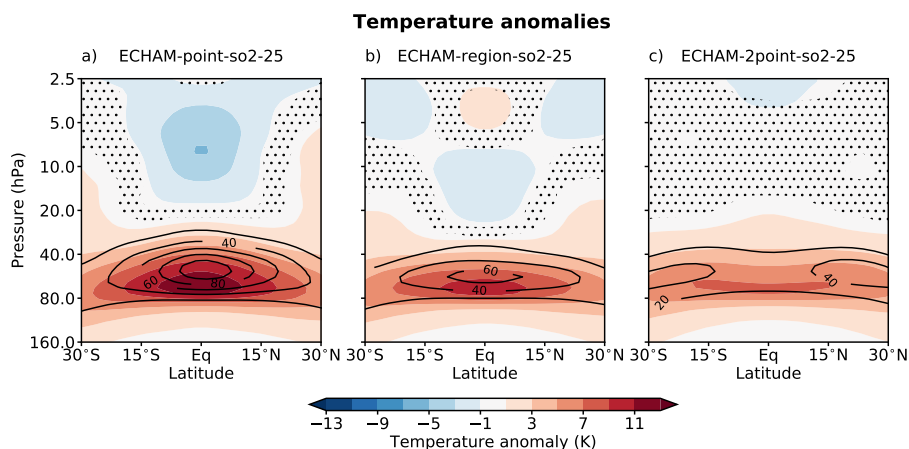 Temperature anomalies
a) ECHAM-point-so2-25
b) ECHAM-region-so2-25
c) ECHAM-2point-so2-25
Pressure (hPa)
2.5
5.0
10.0
20.0
40.0
80.0
160.0
40
60
80
60
40
20
40
30°S 15°S Eq 15°N 30°N
30°S 15°S Eq 15°N 30°N
30°S 15°S Eq 15°N 30°N
Latitude
Latitude
Latitude
−13 −9 −5 −1 3 7 11
Temperature anomaly (K)